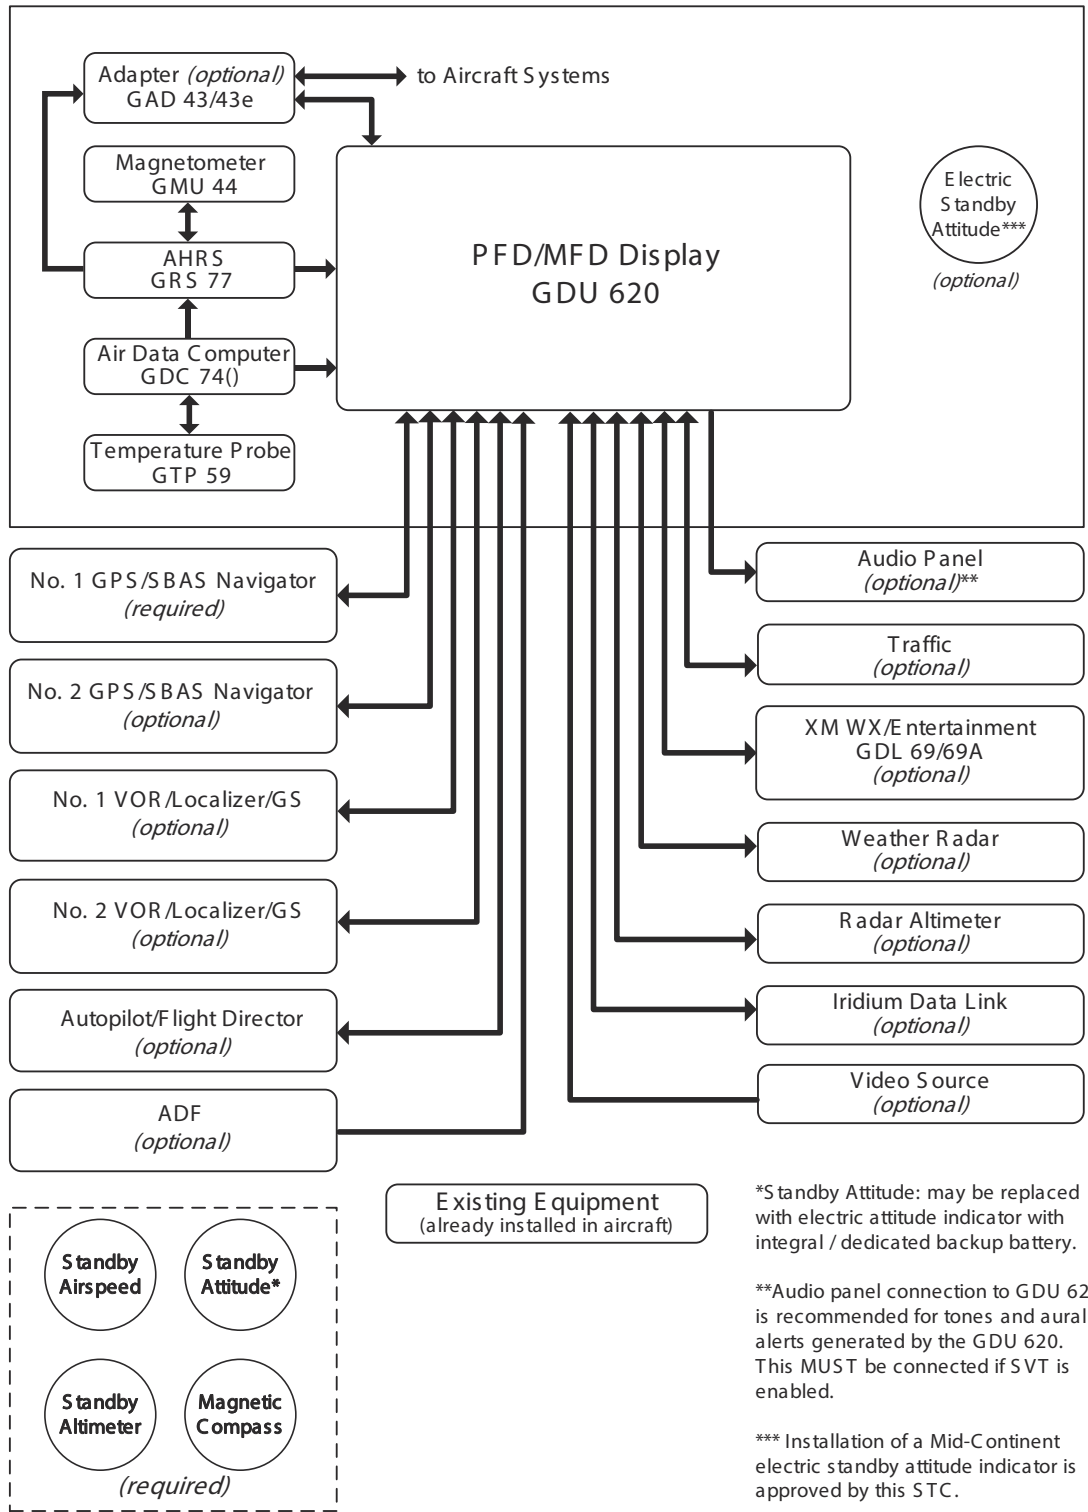 Adapter (optional)
GAD 43/43e
to Aircraft Systems
Magnetometer
GMU 44
AHRS
GRS 77
Air Data Computer
GDC 74()
Temperature Probe
GTP 59
PFD/MFD Display
GDU 620
Electric
Standby
Attitude***
(optional)
No. 1 GPS/SBAS Navigator
(required)
No. 2 GPS/SBAS Navigator
(optional)
No. 1 VOR/Localizer/GS
(optional)
No. 2 VOR/Localizer/GS
(optional)
Autopilot/Flight Director
(optional)
ADF
(optional)
Audio Panel
(optional)**
Traffic
(optional)
XM WX/Entertainment
GDL 69/69A
(optional)
Weather Radar
(optional)
Radar Altimeter
(optional)
Iridium Data Link
(optional)
Video Source
(optional)
Existing Equipment
(already installed in aircraft)
Standby
Airspeed
Standby
Attitude*
Standby
Altimeter
Magnetic
Compass
(required)
*Standby Attitude: may be replaced
with electric attitude indicator with
integral / dedicated backup battery.
**Audio panel connection to GDU 62
is recommended for tones and aural
alerts generated by the GDU 620.
This MUST be connected if SVT is
enabled.
*** Installation of a Mid-Continent
electric standby attitude indicator is
approved by this STC.